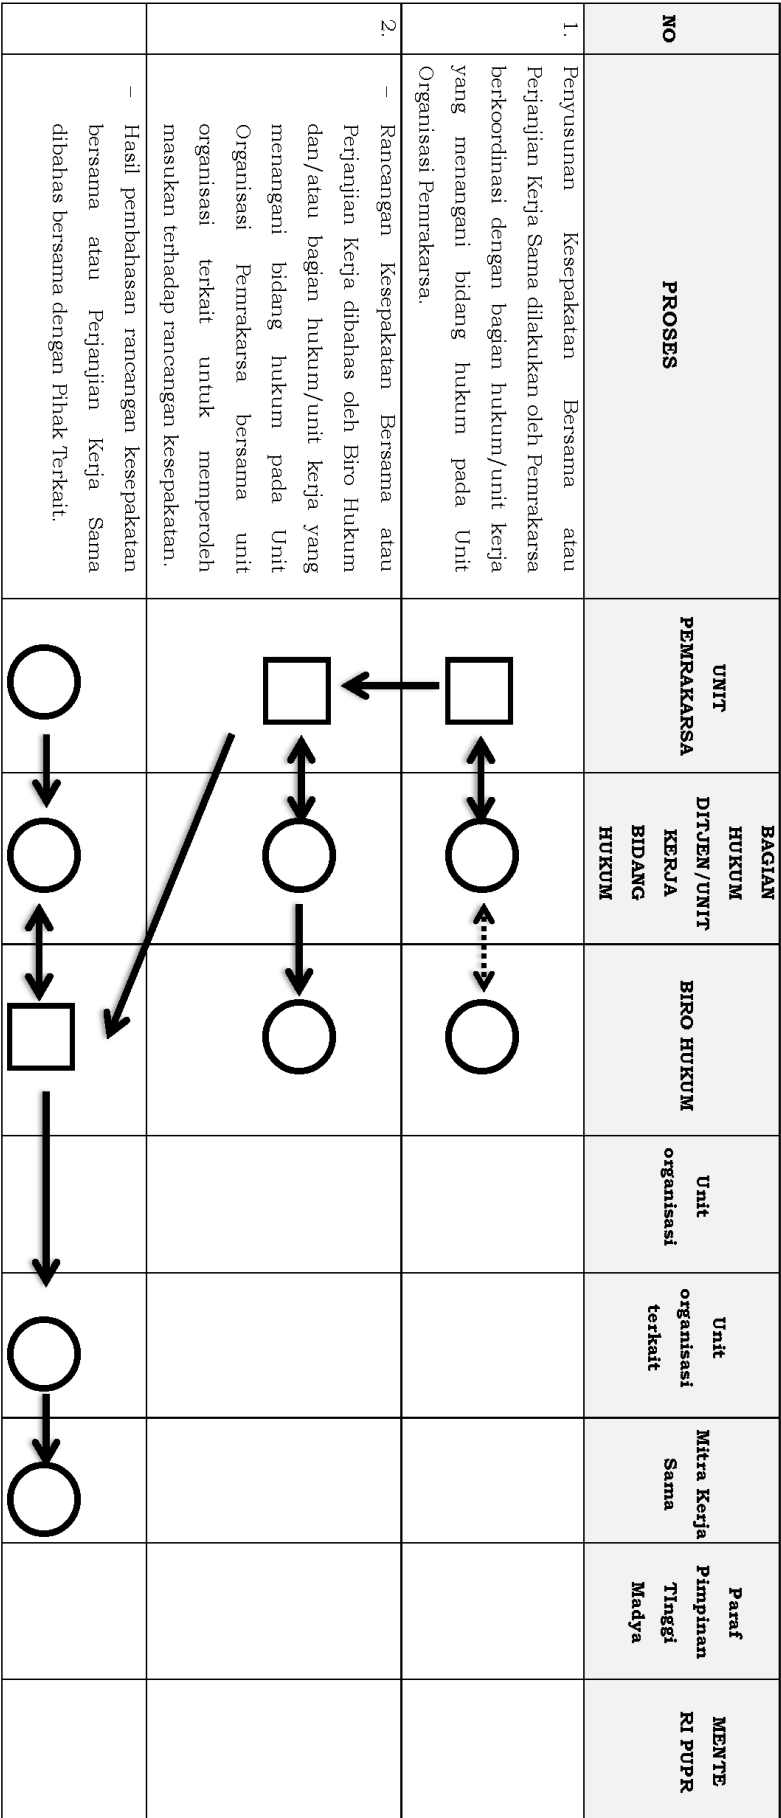 NO
PROSES
UNIT
PEMRAKARSA
BAGIAN
HUKUM
DITJEN/UNIT
KERJA
BIDANG
HUKUM
BIRO HUKUM
Unit
organisasi
Unit
organisasi
terkait
Mitra Kerja
Sama
Paraf
Pimpinan
TInggi
Madya
MENTE
RI PUPR
1.
Penyusunan Kesepakatan Bersama atau
Perjanjian Kerja Sama dilakukan oleh Pemrakarsa
berkoordinasi dengan bagian hukum/unit kerja
yang menangani bidang hukum pada Unit
Organisasi Pemrakarsa.
2.
– Rancangan Kesepakatan Bersama atau
Perjanjian Kerja dibahas oleh Biro Hukum
dan/atau bagian hukum/unit kerja yang
menangani bidang hukum pada Unit
Organisasi Pemrakarsa bersama unit
organisasi terkait untuk memperoleh
masukan terhadap rancangan kesepakatan.
– Hasil pembahasan rancangan kesepakatan
bersama atau Perjanjian Kerja Sama
dibahas bersama dengan Pihak Terkait.